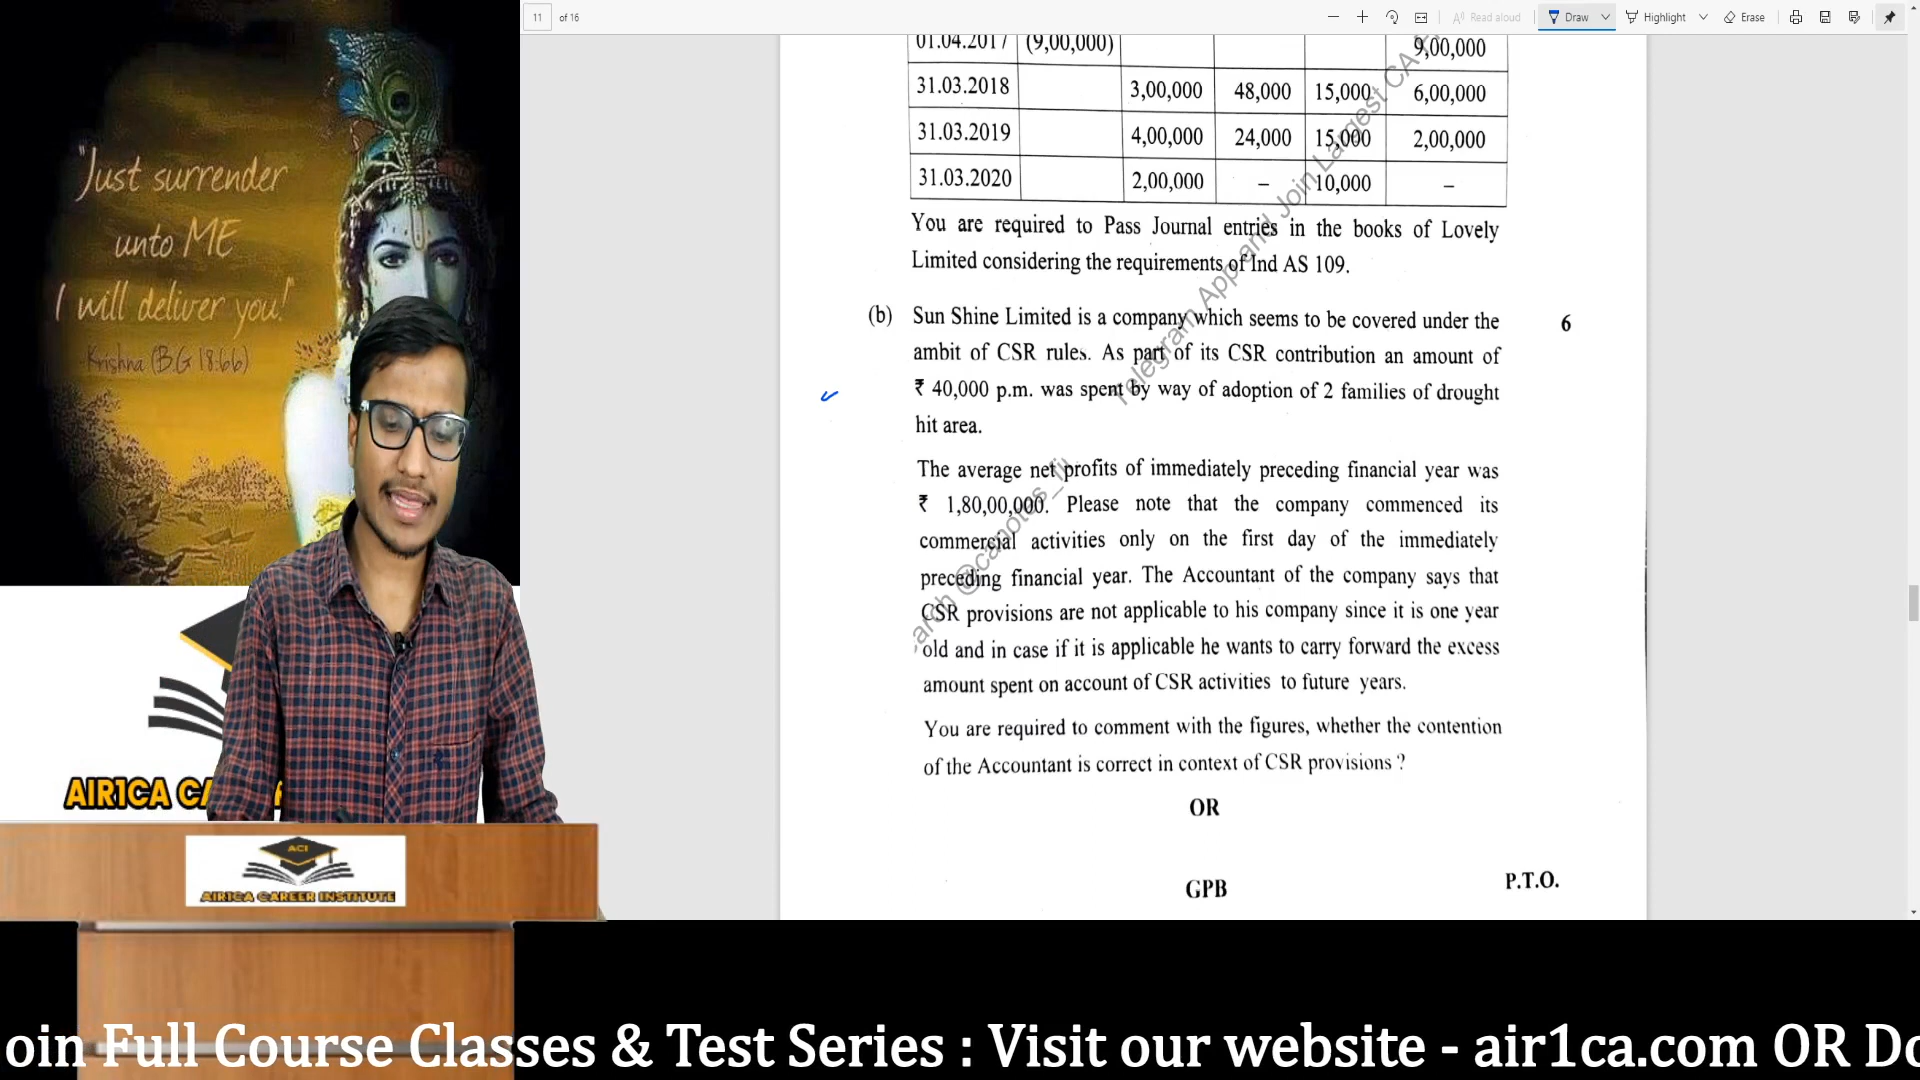 11 of 16
Read aloud
Draw
Highlight
Erase
"Just surrender
unto ME
I will deliver you!"
Krishna (B.G 18:66)
01.04.2017 (9,00,000) 9,00,000
31.03.2018 3,00,000 48,000 15,000 6,00,000
31.03.2019 4,00,000 24,000 15,000 2,00,000
31.03.2020 2,00,000 – 10,000 –
You are required to Pass Journal entries in the books of Lovely
Limited considering the requirements of Ind AS 109.
(b) Sun Shine Limited is a company which seems to be covered under the 6
ambit of CSR rules. As part of its CSR contribution an amount of
₹ 40,000 p.m. was spent by way of adoption of 2 families of drought
hit area.
The average net profits of immediately preceding financial year was
₹ 1,80,00,000. Please note that the company commenced its
commercial activities only on the first day of the immediately
preceding financial year. The Accountant of the company says that
CSR provisions are not applicable to his company since it is one year
old and in case if it is applicable he wants to carry forward the excess
amount spent on account of CSR activities to future years.
You are required to comment with the figures, whether the contention
of the Accountant is correct in context of CSR provisions ?
OR
GPB
P.T.O.
Telegram App and Join Largest CA
AIR1CA
ACI
AIR1CA CAREER INSTITUTE
oin Full Course Classes & Test Series : Visit our website - air1ca.com OR Do